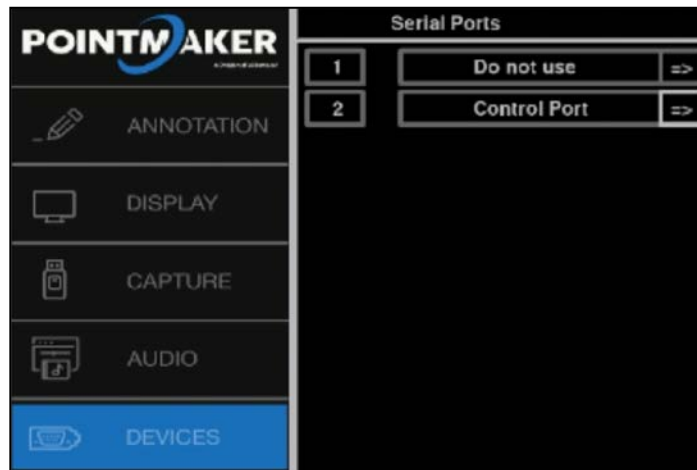 POINTMAKER
ANNOTATION
DISPLAY
CAPTURE
AUDIO
DEVICES
Serial Ports
1 Do not use =>
2 Control Port =>